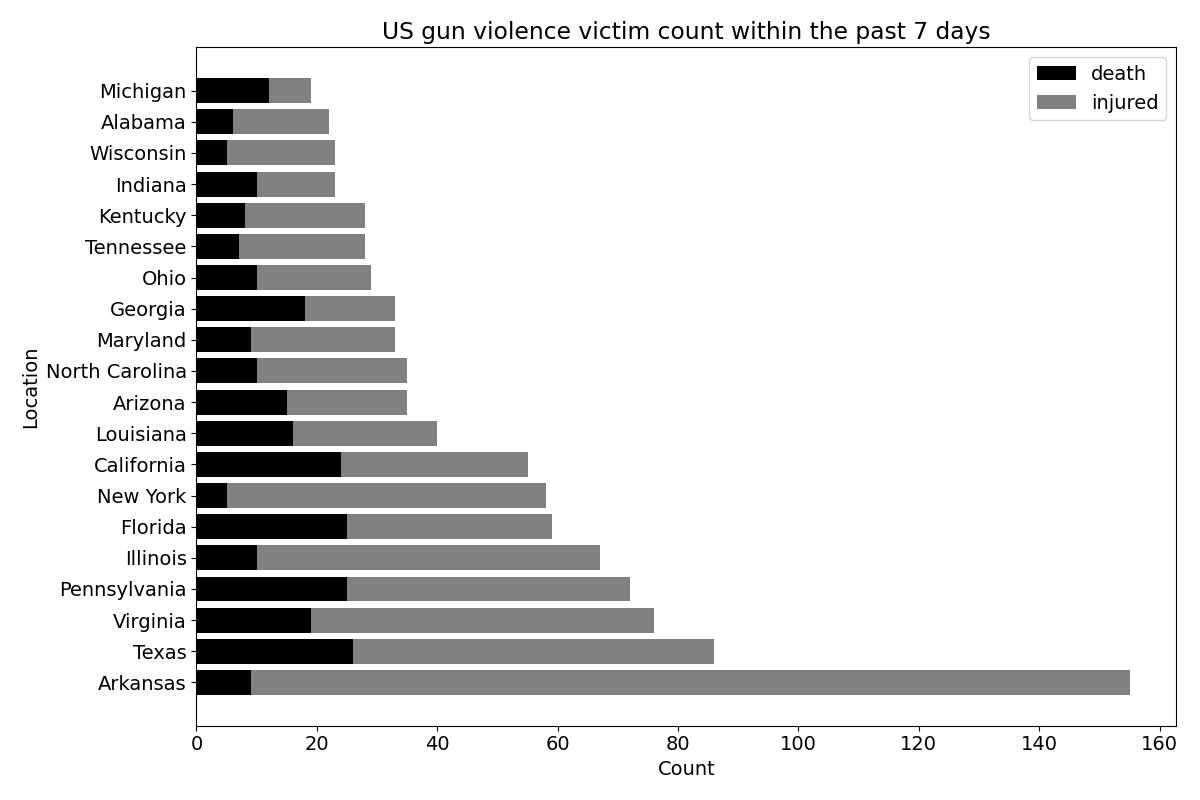 US gun violence victim count within the past 7 days
death
injured
Location
Michigan
Alabama
Wisconsin
Indiana
Kentucky
Tennessee
Ohio
Georgia
Maryland
North Carolina
Arizona
Louisiana
California
New York
Florida
Illinois
Pennsylvania
Virginia
Texas
Arkansas
0 20 40 60 80 100 120 140 160
Count